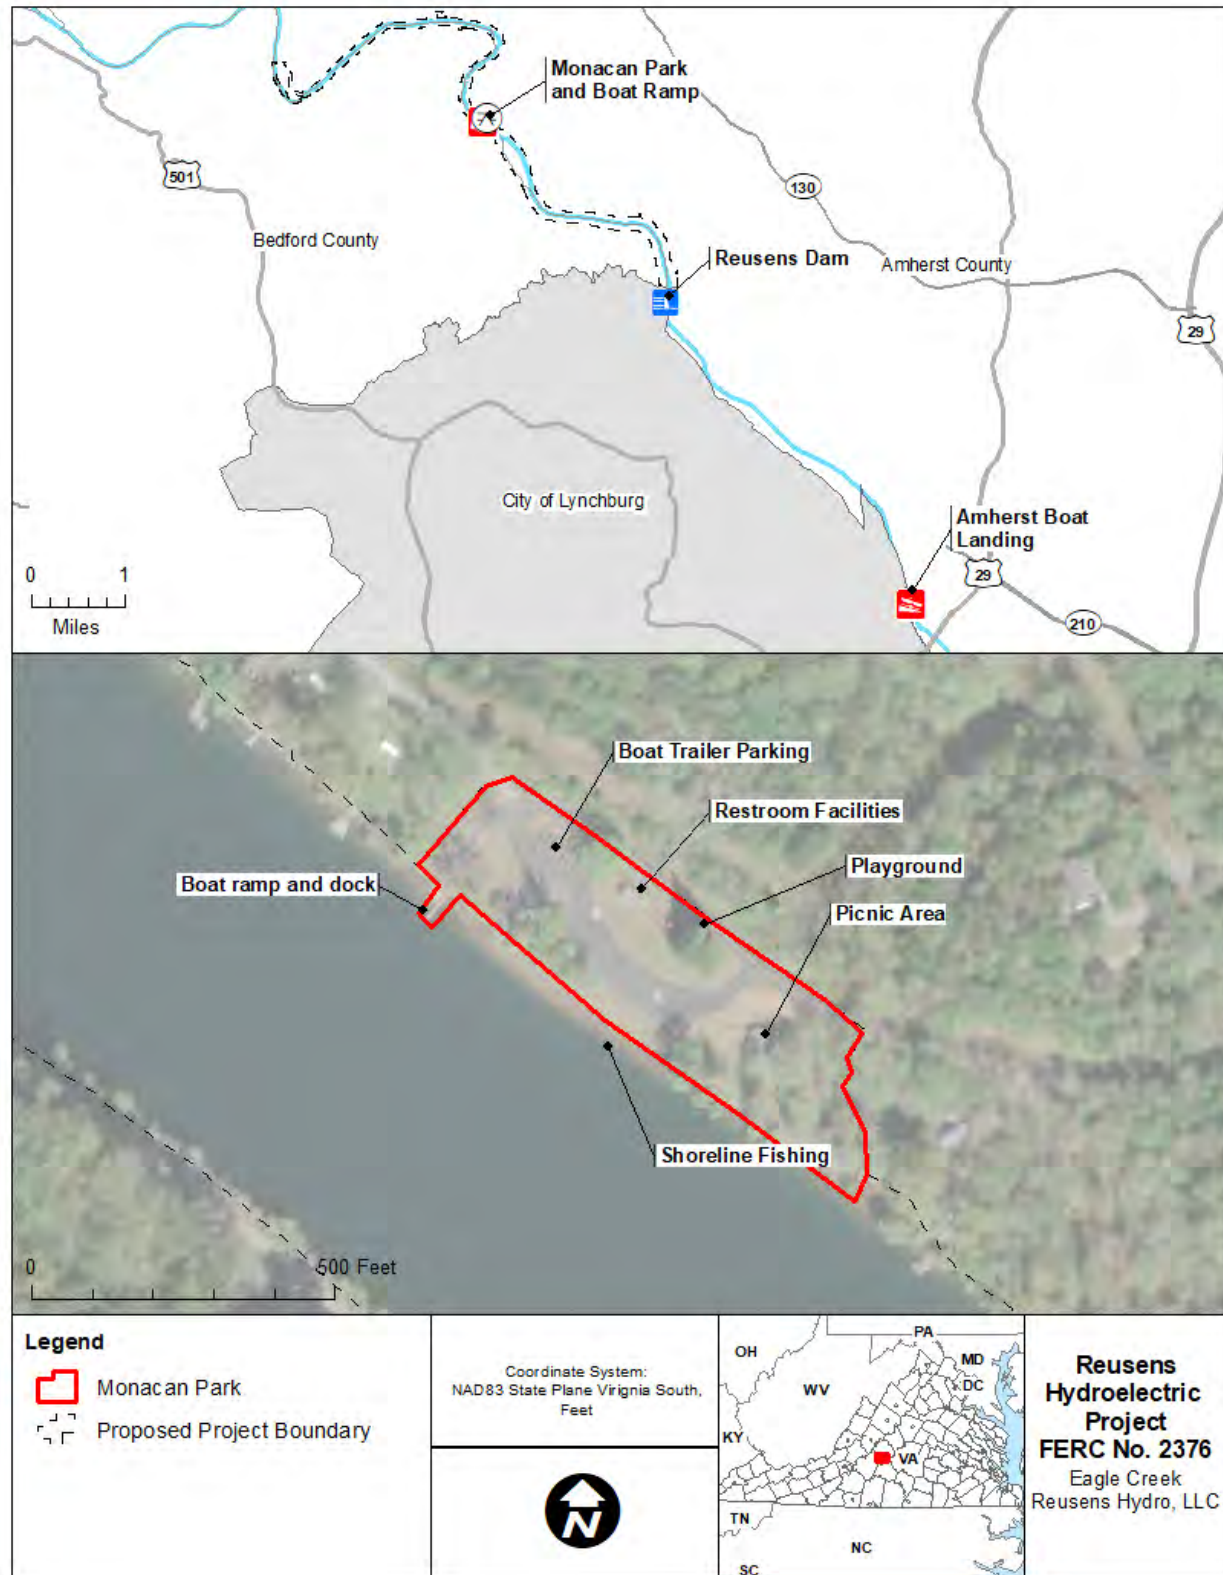 Monacan Park
and Boat Ramp
501
130
Bedford County
Reusens Dam
Amherst County
29
City of Lynchburg
Amherst Boat
Landing
29
210
0 1
Miles
Boat Trailer Parking
Restroom Facilities
Playground
Boat ramp and dock
Picnic Area
Shoreline Fishing
0 500 Feet
Legend
Monacan Park
Proposed Project Boundary
Coordinate System:
NAD83 State Plane Virignia South,
Feet
N
PA
OH
MD
DC
WV
KY
VA
TN
NC
SC
Reusens
Hydroelectric
Project
FERC No. 2376
Eagle Creek
Reusens Hydro, LLC